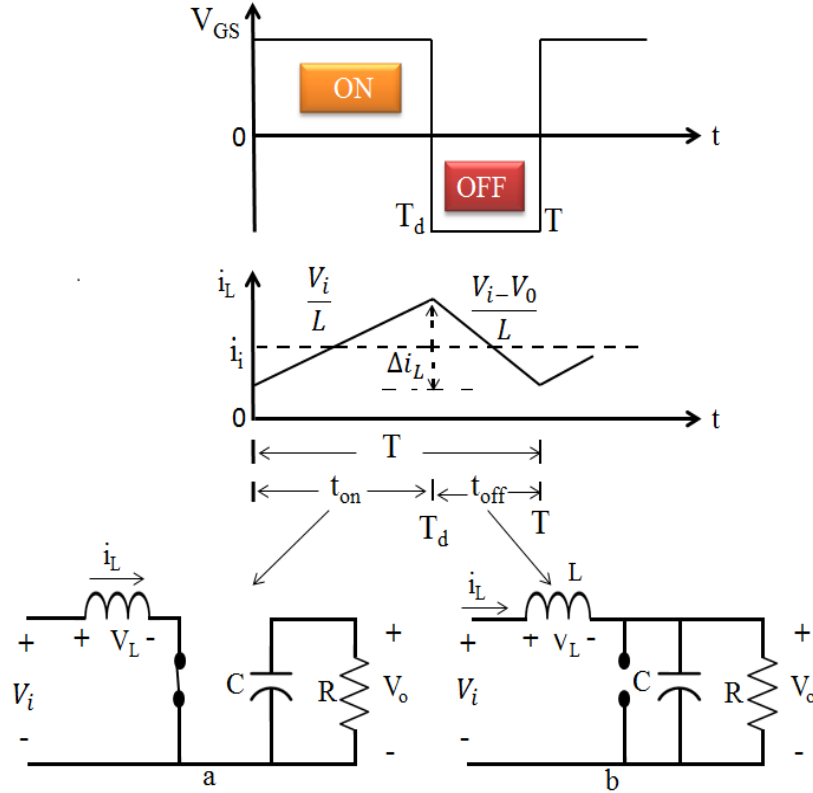 V_GS
ON
0
t
OFF
T_d
T
i_L
V_i/L
V_{i-}V_0/L
i_i
Δi_L
0
t
T
t_on
t_off
T_d
T
i_L
+ V_L -
+
V_i
-
C
R
+
V_o
-
a
i_L
L
+ V_L -
+
V_i
-
C
R
+
V_o
-
b